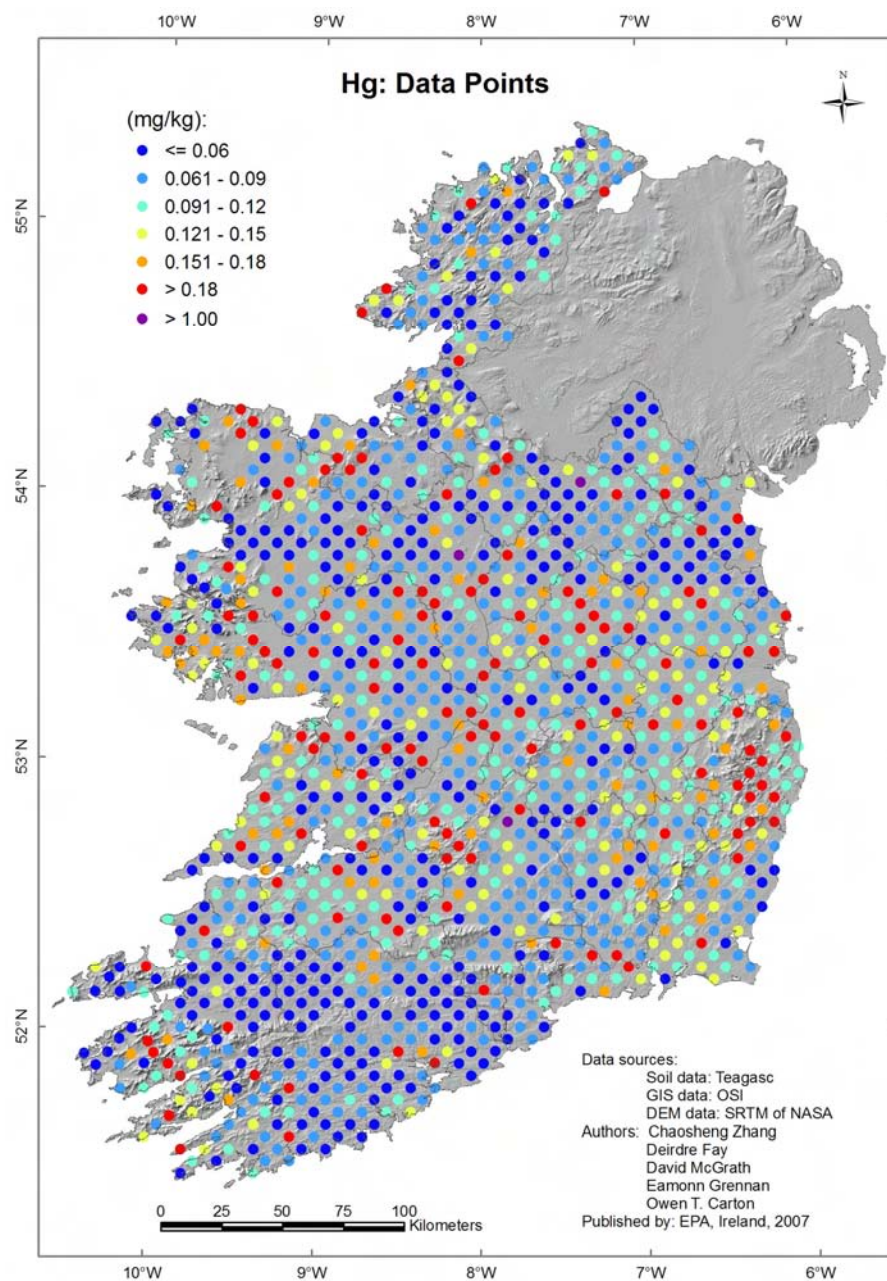 10°W 9°W 8°W 7°W 6°W
Hg: Data Points
N
(mg/kg):
<= 0.06
0.061 - 0.09
0.091 - 0.12
0.121 - 0.15
0.151 - 0.18
> 0.18
> 1.00
55°N
55°N
54°N
54°N
53°N
53°N
52°N
52°N
Data sources:
Soil data: Teagasc
GIS data: OSI
DEM data: SRTM of NASA
Authors: Chaosheng Zhang
Deirdre Fay
David McGrath
Eamonn Grennan
Owen T. Carton
Published by: EPA, Ireland, 2007
0 25 50 75 100
Kilometers
10°W 9°W 8°W 7°W 6°W